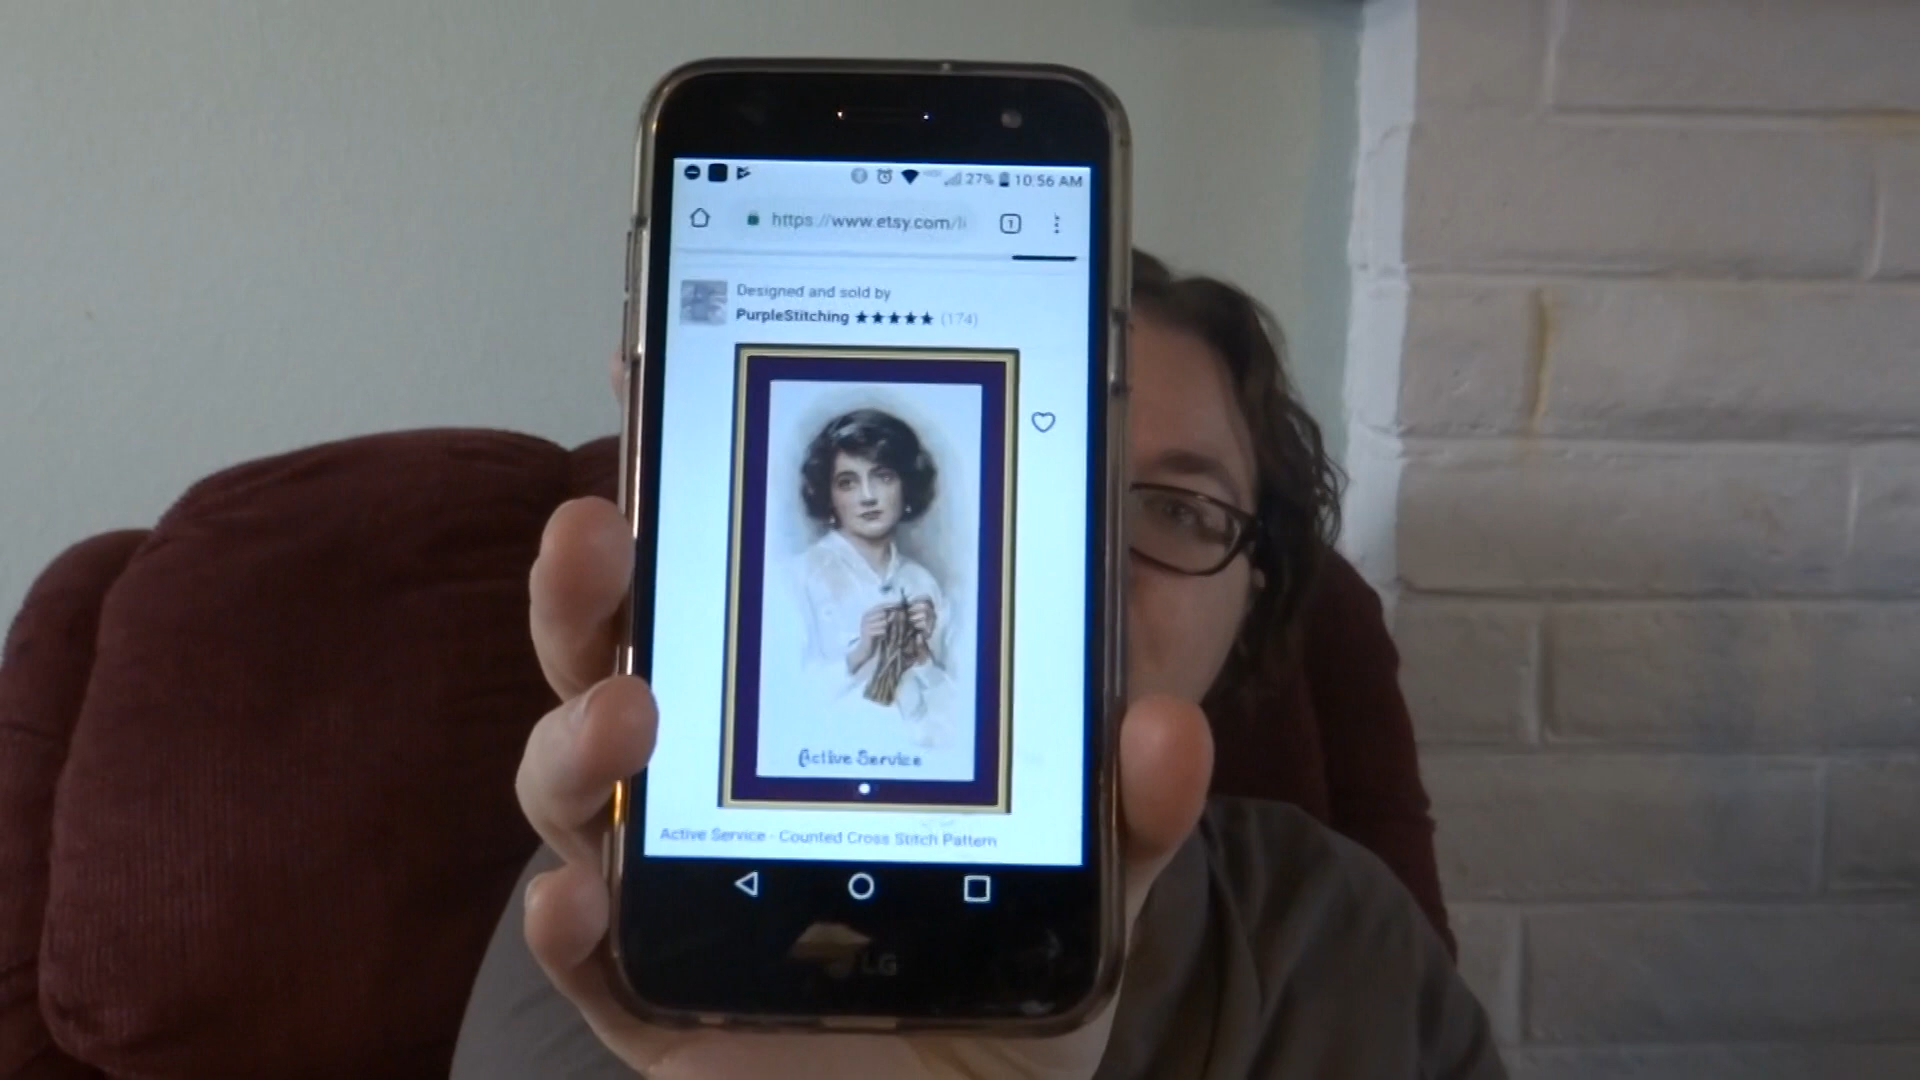 27% 10:56 AM
https://www.etsy.com/li
1
Designed and sold by
PurpleStitching ★★★★★ (174)
Active Service
Active Service - Counted Cross Stitch Pattern
LG